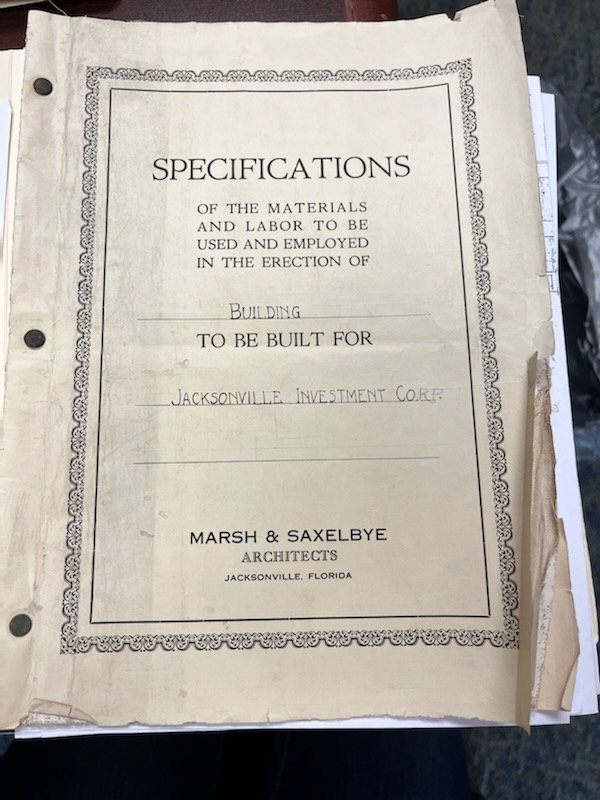 SPECIFICATIONS
OF THE MATERIALS
AND LABOR TO BE
USED AND EMPLOYED
IN THE ERECTION OF
BUILDING
TO BE BUILT FOR
JACKSONVILLE INVESTMENT CORP.
MARSH & SAXELBYE
ARCHITECTS
JACKSONVILLE, FLORIDA